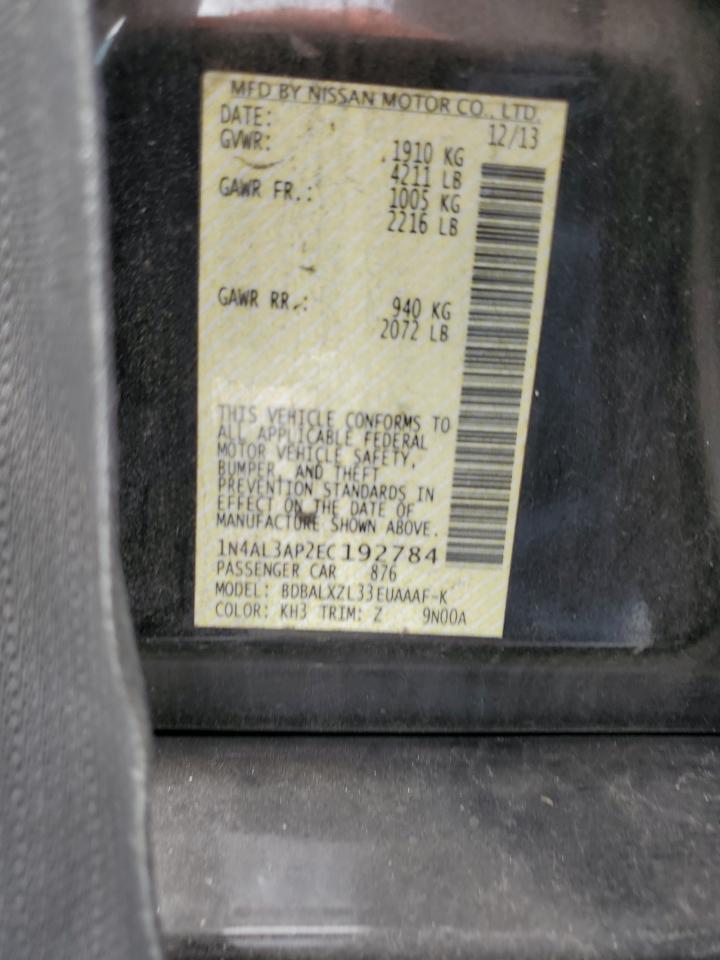 MFD BY NISSAN MOTOR CO., LTD.
DATE: 12/13
GVWR: 1910 KG
4211 LB
GAWR FR.: 1005 KG
2216 LB
GAWR RR.: 940 KG
2072 LB
THIS VEHICLE CONFORMS TO
ALL APPLICABLE FEDERAL
MOTOR VEHICLE SAFETY,
BUMPER, AND THEFT
PREVENTION STANDARDS IN
EFFECT ON THE DATE OF
MANUFACTURE SHOWN ABOVE.
1N4AL3AP2EC192784
PASSENGER CAR 876
MODEL: BDBALXZL33EUAAAF-K
COLOR: KH3 TRIM: Z 9N00A